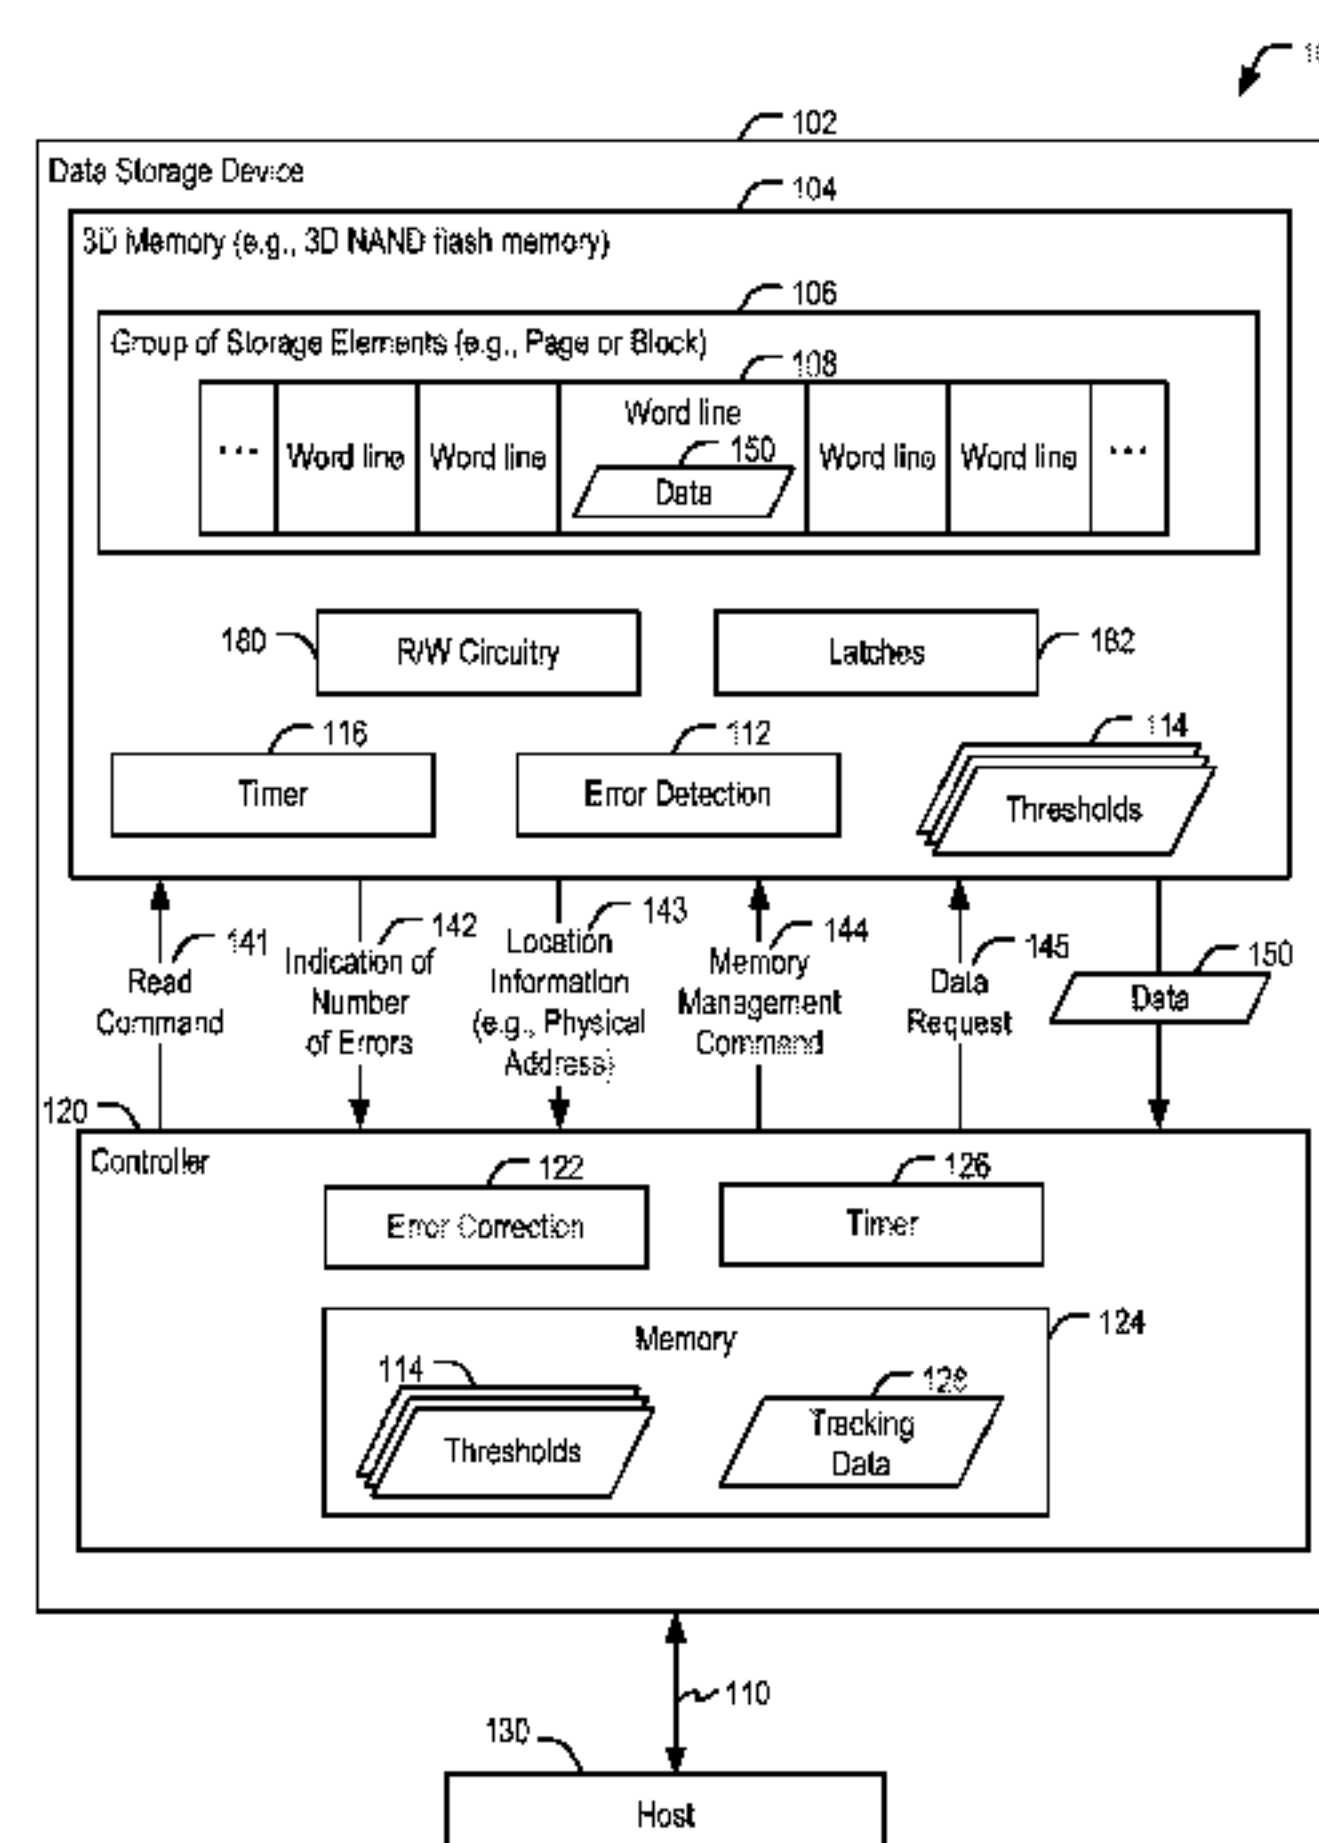 102
Data Storage Device
104
3D Memory (e.g., 3D NAND flash memory)
106
Group of Storage Elements (e.g., Page or Block)
108
... Word line Word line Word line Word line Word line ...
150
Data
180 R/W Circuitry
Latches 182
116
Timer
112
Error Detection
114
Thresholds
141
Read
Command
142
Indication of
Number
of Errors
143
Location
Information
(e.g., Physical
Address)
144
Memory
Management
Command
145
Data
Request
150
Data
120
Controller
122
Error Correction
126
Timer
124
Memory
114
Thresholds
128
Tracking
Data
110
130
Host